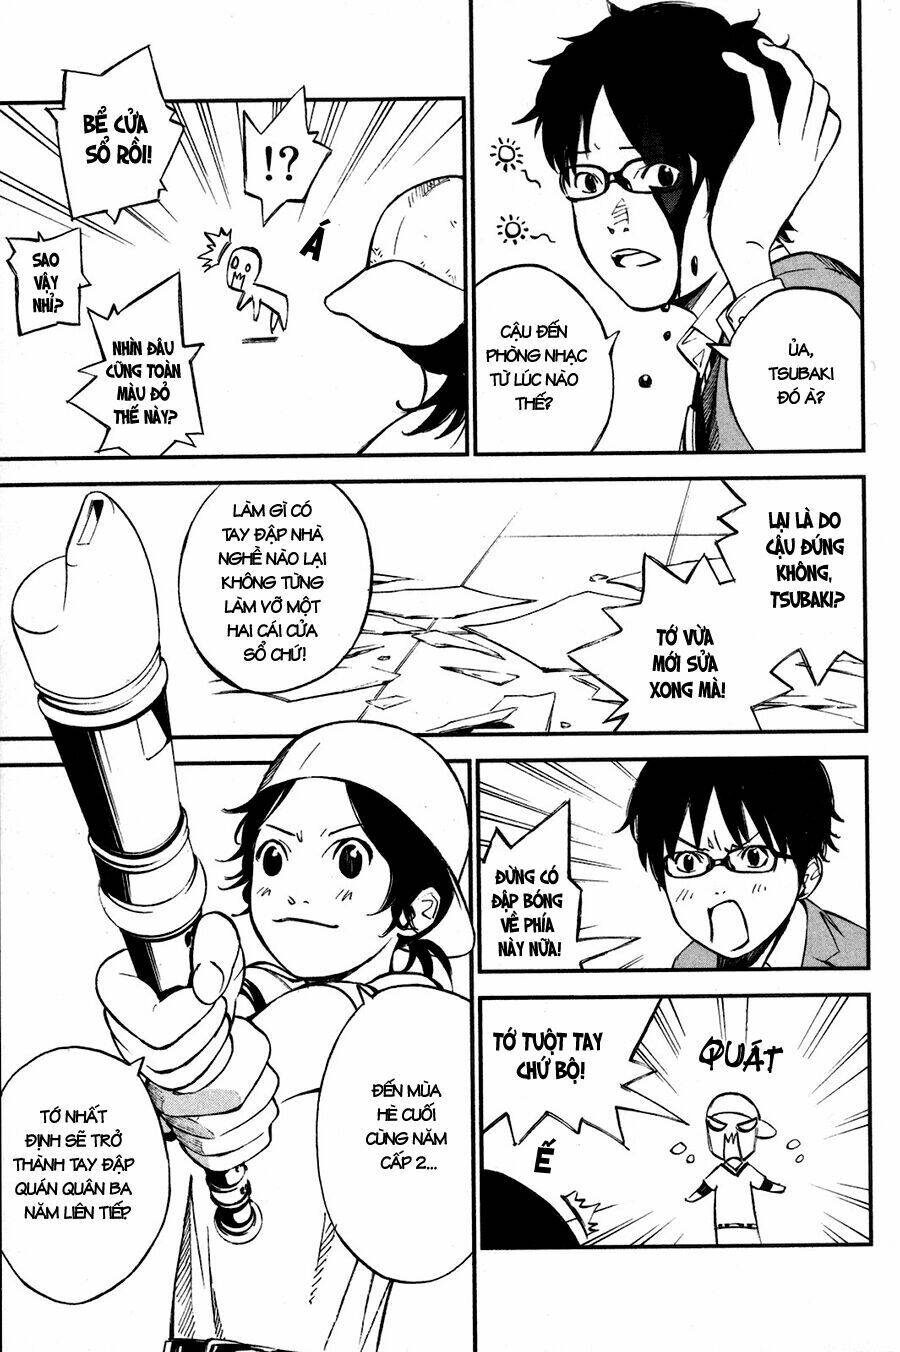 ỦA,
TSUBAKI
ĐÓ À?
CẬU ĐẾN
PHÒNG NHẠC
TỪ LÚC NÀO
THẾ?
!?
BỂ CỬA
SỔ RỒI!
Á
SAO
VẬY
NHỈ?
NHÌN ĐÂU
CŨNG TOÀN
MÀU ĐỎ
THẾ NÀY?
LẠI LÀ DO
CẬU ĐÚNG
KHÔNG,
TSUBAKI?
TỚ VỪA
MỚI SỬA
XONG MÀ!
LÀM GÌ CÓ
TAY ĐẬP NHÀ
NGHỀ NÀO LẠI
KHÔNG TỪNG
LÀM VỠ MỘT
HAI CÁI CỬA
SỔ CHỨ!
ĐỪNG CÓ
ĐẬP BÓNG
VỀ PHÍA
NÀY NỮA!
TỚ TUỘT TAY
CHỨ BỘ!
QUÁT
Ế
ĐẾN MÙA
HÈ CUỐI
CÙNG NĂM
CẤP 2...
TỚ NHẤT
ĐỊNH SẼ TRỞ
THÀNH TAY ĐẬP
QUÁN QUÂN BA
NĂM LIÊN TIẾP?